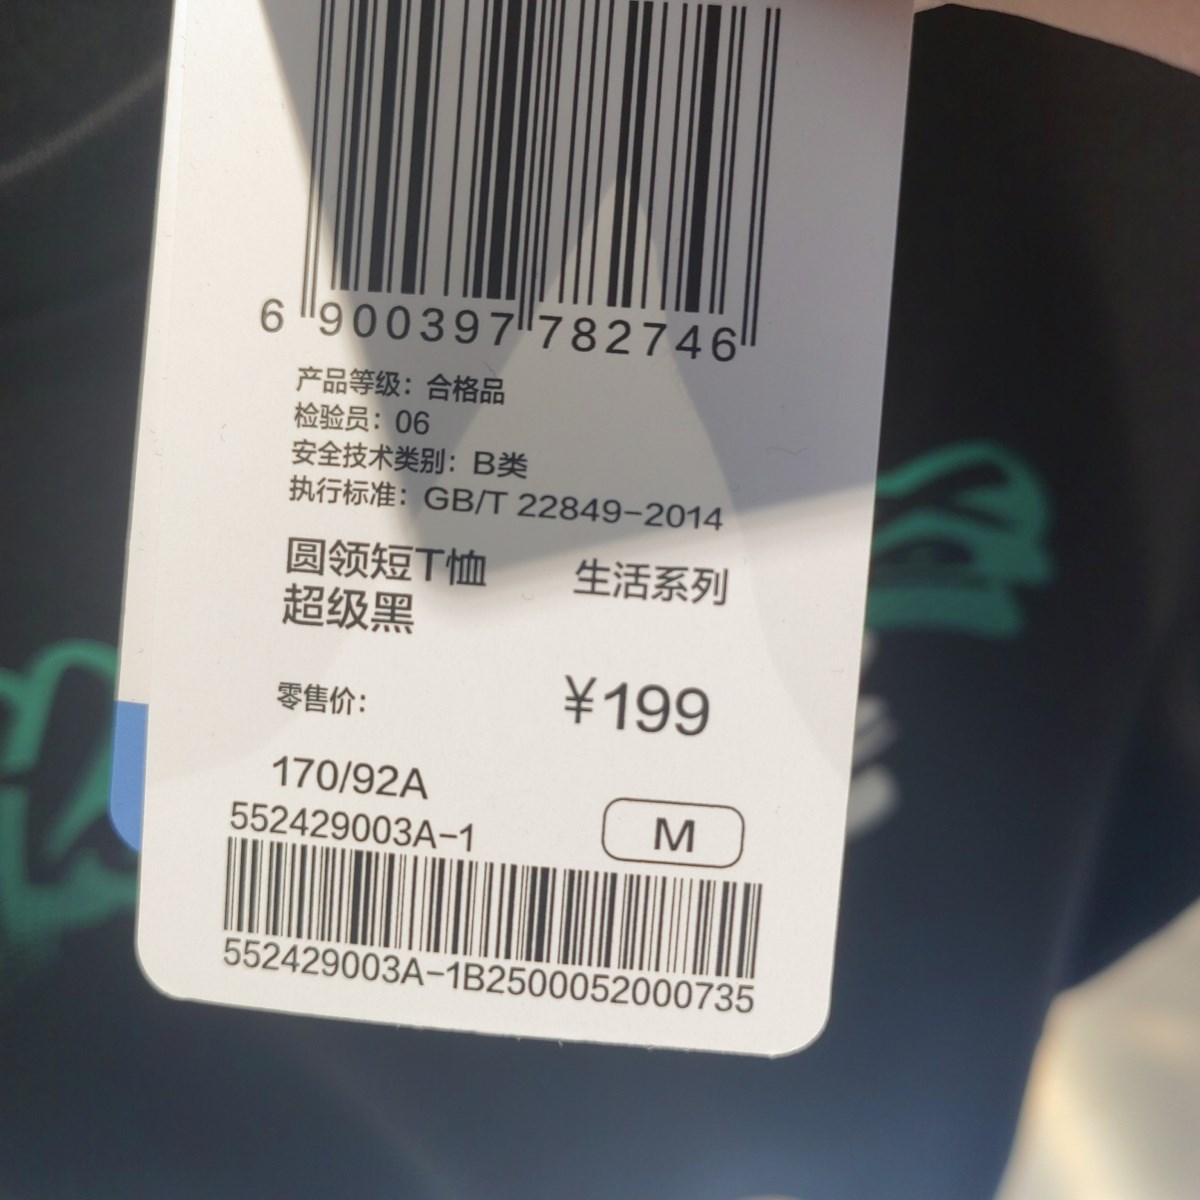 6 900397 782746
产品等级：合格品
检验员：06
安全技术类别：B类
执行标准：GB/T 22849-2014
圆领短T恤 生活系列
超级黑
零售价： ¥199
170/92A
552429003A-1 M
552429003A-1B2500052000735